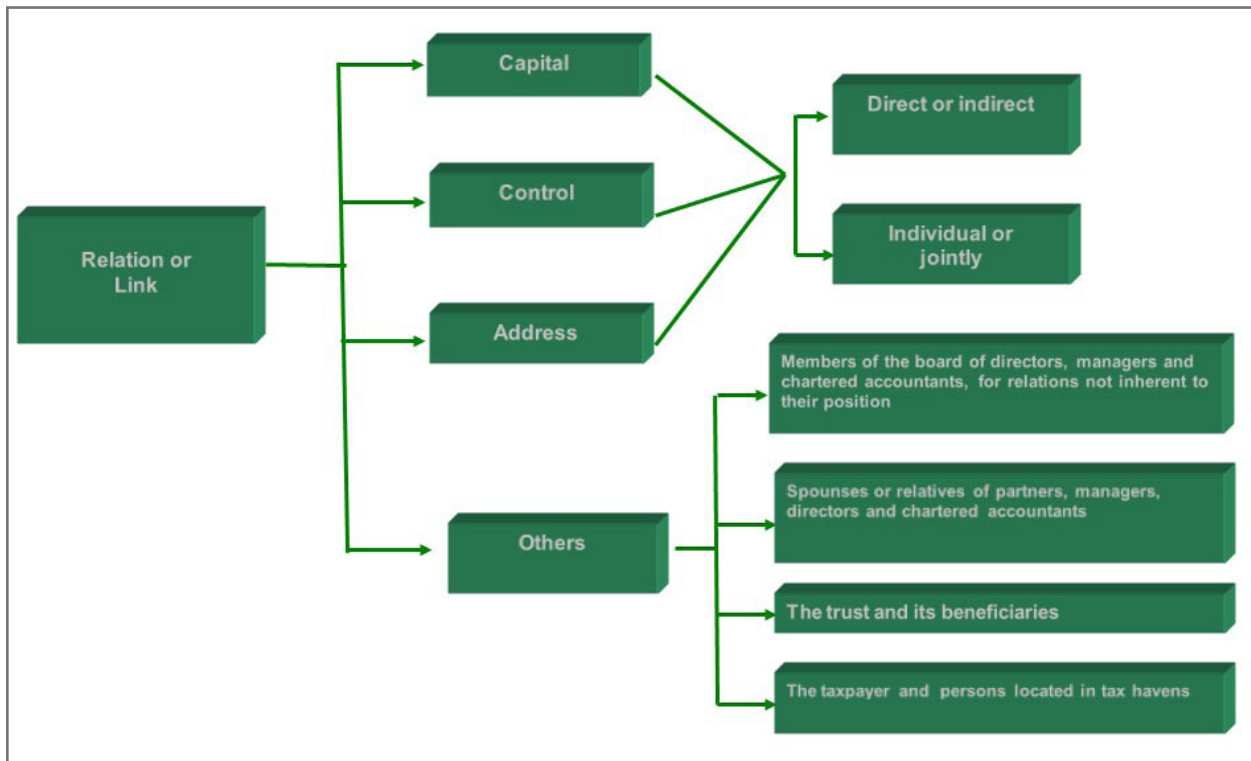 Relation or
Link
Capital
Control
Address
Others
Direct or indirect
Individual or
jointly
Members of the board of directors, managers and
chartered accountants, for relations not inherent to
their position
Spounses or relatives of partners, managers,
directors and chartered accountants
The trust and its beneficiaries
The taxpayer and persons located in tax havens